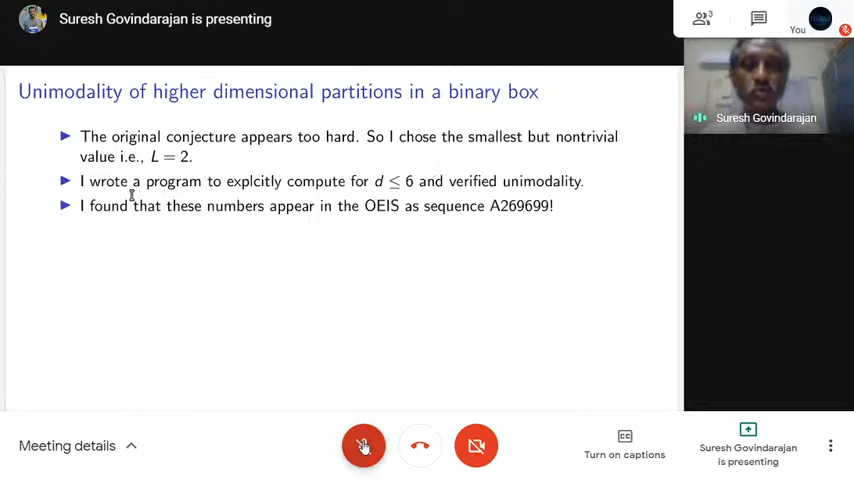 Suresh Govindarajan is presenting
3
You
Unimodality of higher dimensional partitions in a binary box
The original conjecture appears too hard. So I chose the smallest but nontrivial
value i.e., L = 2.
I wrote a program to explcitly compute for d ≤ 6 and verified unimodality.
I found that these numbers appear in the OEIS as sequence A269699!
Suresh Govindarajan
Meeting details
CC
Turn on captions
Suresh Govindarajan
is presenting